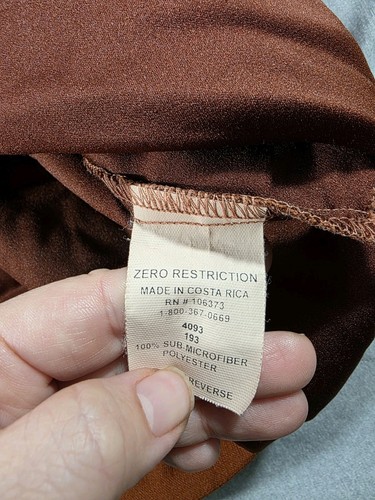 ZERO RESTRICTION
MADE IN COSTA RICA
RN # 106373
1-800-367-0669
4093
193
100% SUB-MICROFIBER
POLYESTER
REVERSE